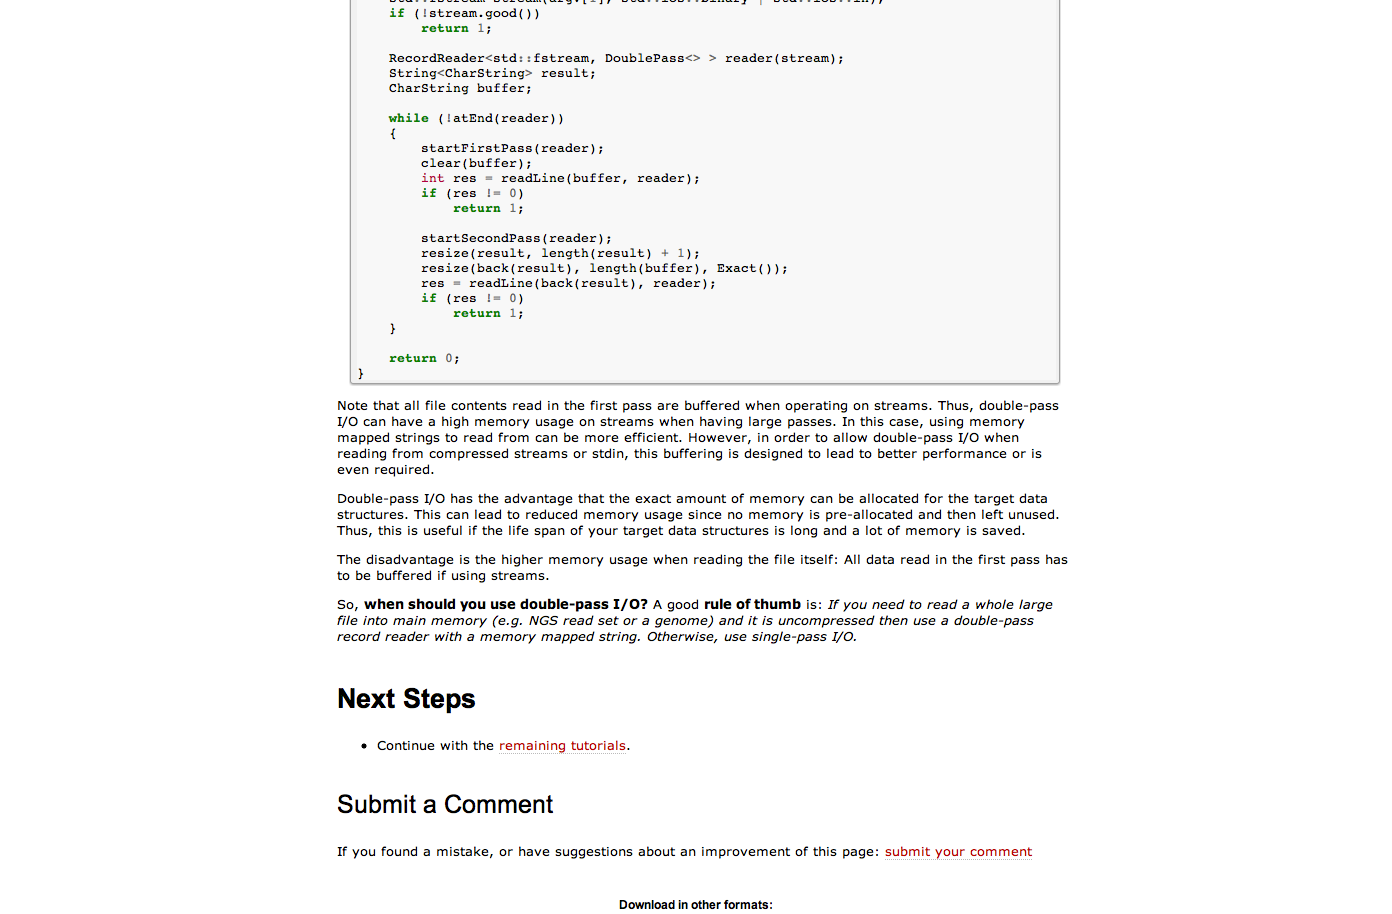 if (!stream.good())
return 1;
RecordReader<std::fstream, DoublePass<> > reader(stream);
String<CharString> result;
CharString buffer;
while (!atEnd(reader))
{
startFirstPass(reader);
clear(buffer);
int res = readLine(buffer, reader);
if (res != 0)
return 1;
startSecondPass(reader);
resize(result, length(result) + 1);
resize(back(result), length(buffer), Exact());
res = readLine(back(result), reader);
if (res != 0)
return 1;
}
return 0;
}
Note that all file contents read in the first pass are buffered when operating on streams. Thus, double-pass
I/O can have a high memory usage on streams when having large passes. In this case, using memory
mapped strings to read from can be more efficient. However, in order to allow double-pass I/O when
reading from compressed streams or stdin, this buffering is designed to lead to better performance or is
even required.
Double-pass I/O has the advantage that the exact amount of memory can be allocated for the target data
structures. This can lead to reduced memory usage since no memory is pre-allocated and then left unused.
Thus, this is useful if the life span of your target data structures is long and a lot of memory is saved.
The disadvantage is the higher memory usage when reading the file itself: All data read in the first pass has
to be buffered if using streams.
So, when should you use double-pass I/O? A good rule of thumb is: If you need to read a whole large
file into main memory (e.g. NGS read set or a genome) and it is uncompressed then use a double-pass
record reader with a memory mapped string. Otherwise, use single-pass I/O.
Next Steps
• Continue with the remaining tutorials.
Submit a Comment
If you found a mistake, or have suggestions about an improvement of this page: submit your comment
Download in other formats: